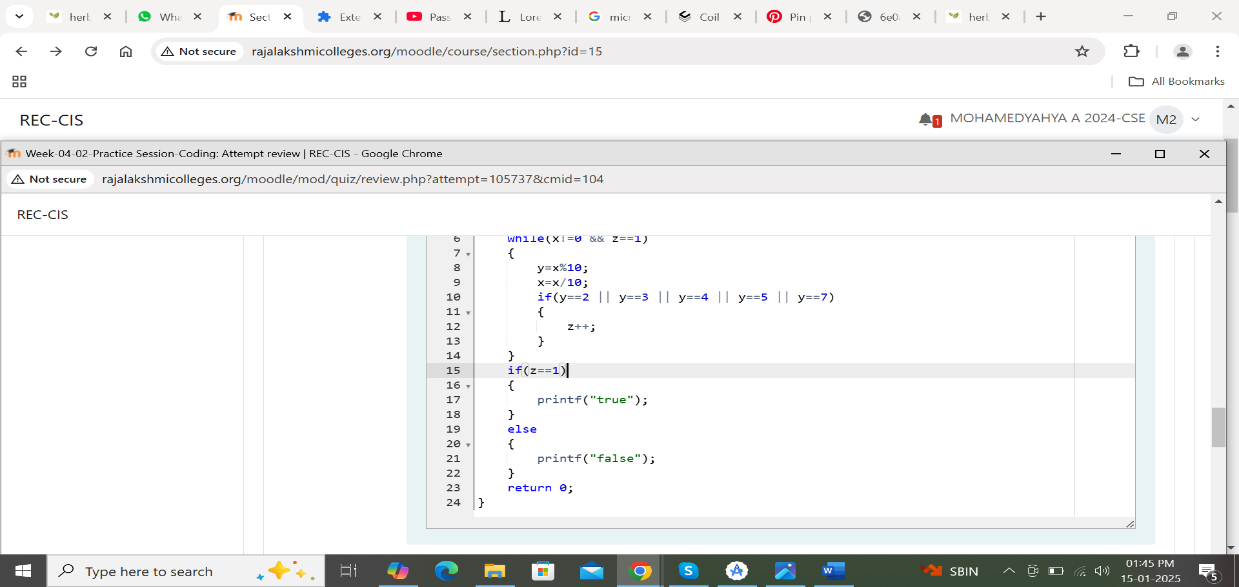 herb
Wha
Sect
Exte
Pass
Lore
micr
Coil
Pin
6e0
herb
Not secure
rajalakshmicolleges.org/moodle/course/section.php?id=15
All Bookmarks
REC-CIS
1
MOHAMEDYAHYA A 2024-CSE
M2
Week-04-02-Practice Session-Coding: Attempt review | REC-CIS - Google Chrome
Not secure
rajalakshmicolleges.org/moodle/mod/quiz/review.php?attempt=105737&cmid=104
REC-CIS
6 while(x!=0 && z==1)
7 {
8 y=x%10;
9 x=x/10;
10 if(y==2 || y==3 || y==4 || y==5 || y==7)
11 {
12 z++;
13 }
14 }
15 if(z==1)
16 {
17 printf("true");
18 }
19 else
20 {
21 printf("false");
22 }
23 return 0;
24 }
Type here to search
SBIN
01:45 PM
15-01-2025
5